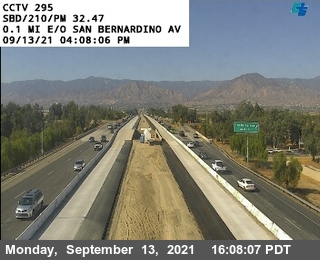 CCTV 295
SBD/210/PM 32.47
0.1 MI E/O SAN BERNARDINO AV
09/13/21 04:08:06 PM
Monday, September 13, 2021 16:08:07 PDT